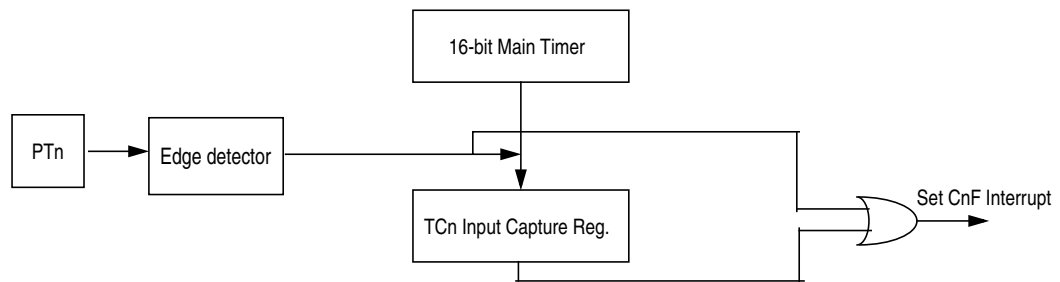 16-bit Main Timer
PTn
Edge detector
TCn Input Capture Reg.
Set CnF Interrupt